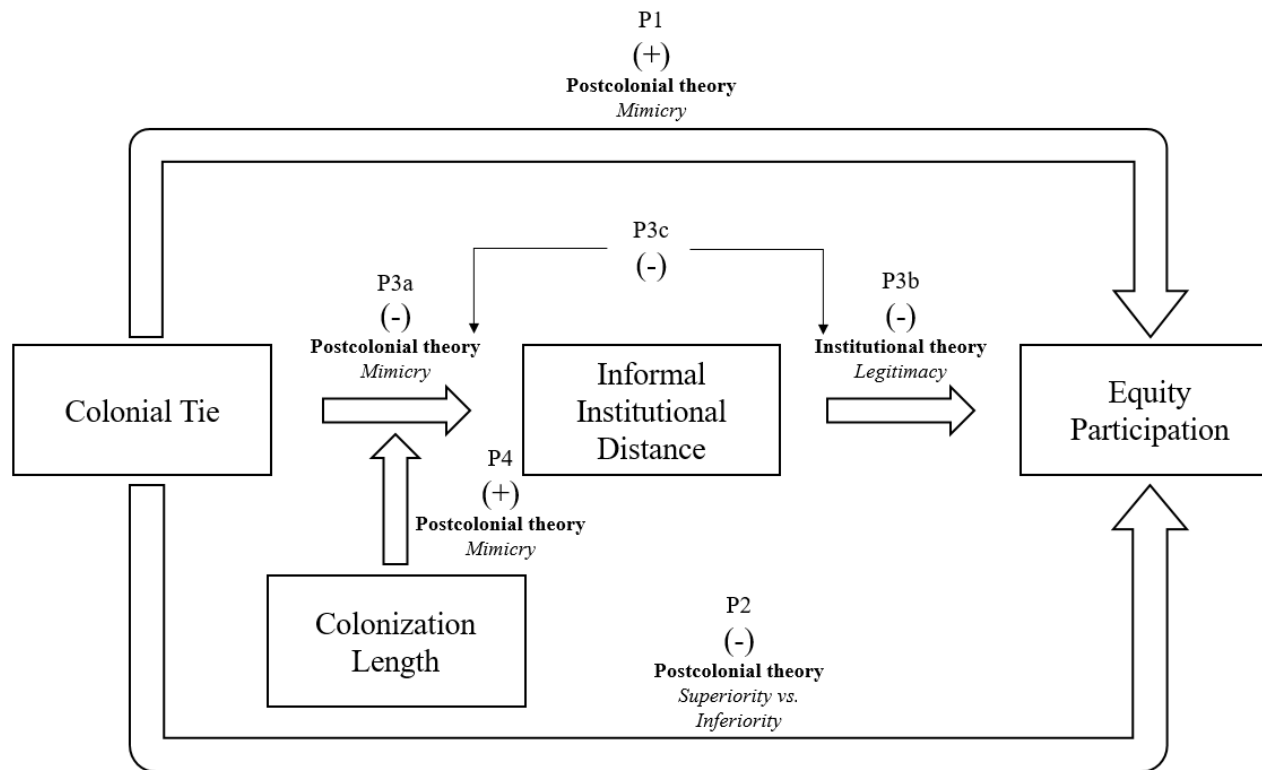 P1
(+)
Postcolonial theory
Mimicry
P3c
(-)
P3a
(-)
Postcolonial theory
Mimicry
P3b
(-)
Institutional theory
Legitimacy
Colonial Tie
Informal
Institutional
Distance
Equity
Participation
P4
(+)
Postcolonial theory
Mimicry
Colonization
Length
P2
(-)
Postcolonial theory
Superiority vs.
Inferiority